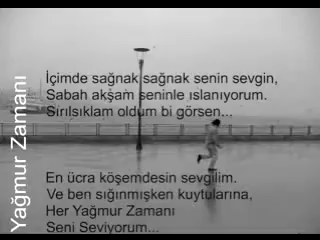 Yağmur Zamanı
İçimde sağnak sağnak senin sevgin,
Sabah akşam seninle ıslanıyorum.
Sırılsıklam oldum bi görsen...
En ücra köşemdesin sevgilim.
Ve ben sığınmışken kuytularına,
Her Yağmur Zamanı
Seni Seviyorum...